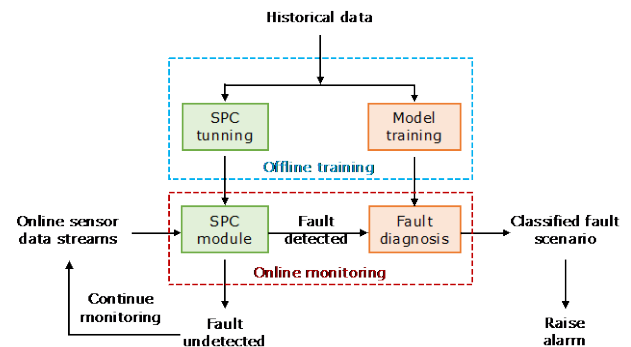 Historical data
SPC
tunning
Model
training
Offline training
Online sensor
data streams
SPC
module
Fault
detected
Fault
diagnosis
Classified fault
scenario
Online monitoring
Continue
monitoring
Fault
undetected
Raise
alarm